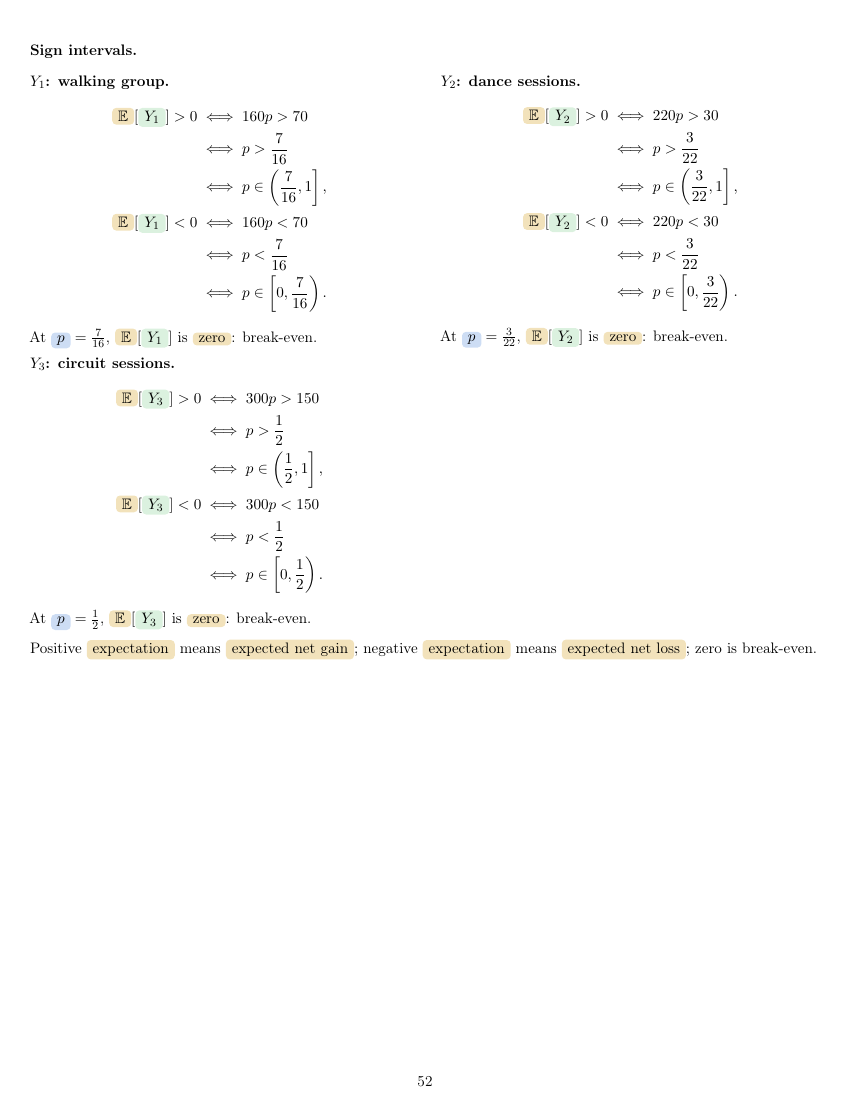 Sign intervals.
Y₁: walking group.
𝔼[Y₁] > 0 ⟺ 160p > 70
⟺ p > 7/16
⟺ p ∈ (7/16, 1],
𝔼[Y₁] < 0 ⟺ 160p < 70
⟺ p < 7/16
⟺ p ∈ [0, 7/16).
At p = 7/16, 𝔼[Y₁] is zero: break-even.
Y₂: dance sessions.
𝔼[Y₂] > 0 ⟺ 220p > 30
⟺ p > 3/22
⟺ p ∈ (3/22, 1],
𝔼[Y₂] < 0 ⟺ 220p < 30
⟺ p < 3/22
⟺ p ∈ [0, 3/22).
At p = 3/22, 𝔼[Y₂] is zero: break-even.
Y₃: circuit sessions.
𝔼[Y₃] > 0 ⟺ 300p > 150
⟺ p > 1/2
⟺ p ∈ (1/2, 1],
𝔼[Y₃] < 0 ⟺ 300p < 150
⟺ p < 1/2
⟺ p ∈ [0, 1/2).
At p = 1/2, 𝔼[Y₃] is zero: break-even.
Positive expectation means expected net gain; negative expectation means expected net loss; zero is break-even.
52